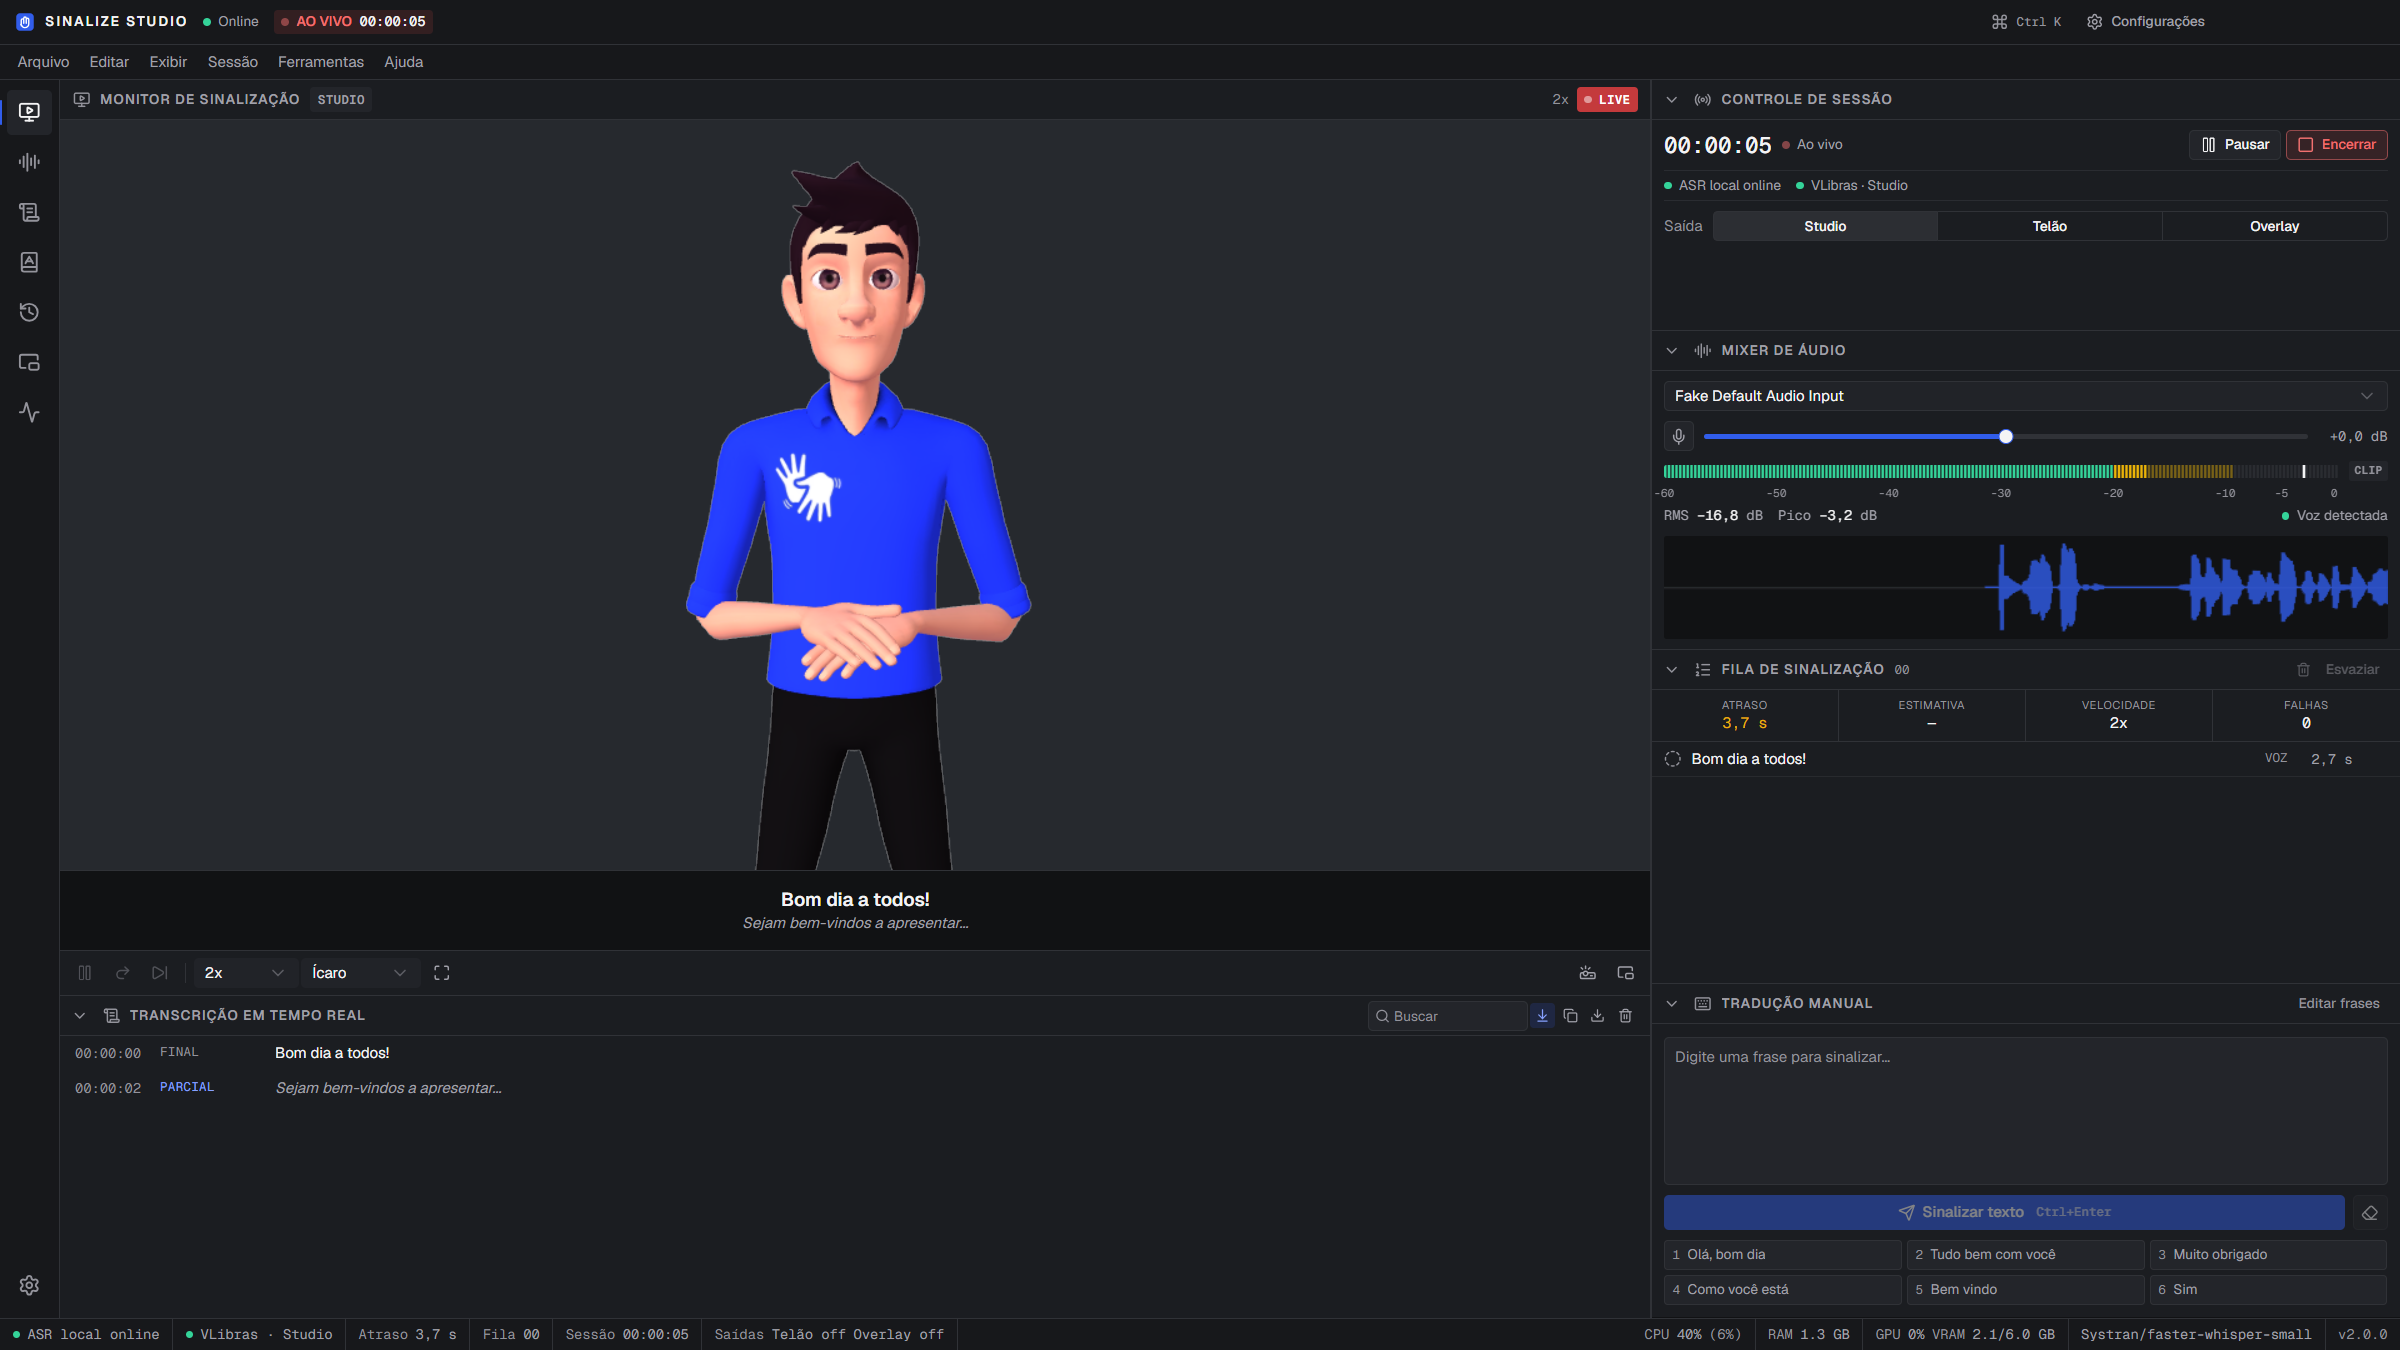 SINALIZE STUDIO Online AO VIVO 00:00:05 Ctrl K Configurações
Arquivo Editar Exibir Sessão Ferramentas Ajuda
MONITOR DE SINALIZAÇÃO STUDIO 2x LIVE
Bom dia a todos!
Sejam bem-vindos a apresentar...
2x Ícaro
TRANSCRIÇÃO EM TEMPO REAL Buscar
00:00:00 FINAL Bom dia a todos!
00:00:02 PARCIAL Sejam bem-vindos a apresentar...
CONTROLE DE SESSÃO
00:00:05 Ao vivo Pausar Encerrar
ASR local online VLibras · Studio
Saída Studio Telão Overlay
MIXER DE ÁUDIO
Fake Default Audio Input
+0,0 dB
CLIP
-60 -50 -40 -30 -20 -10 -5 0
RMS -16,8 dB Pico -3,2 dB Voz detectada
FILA DE SINALIZAÇÃO 00 Esvaziar
ATRASO ESTIMATIVA VELOCIDADE FALHAS
3,7 s — 2x 0
Bom dia a todos! VOZ 2,7 s
TRADUÇÃO MANUAL Editar frases
Digite uma frase para sinalizar...
Sinalizar texto Ctrl+Enter
1 Olá, bom dia 2 Tudo bem com você 3 Muito obrigado
4 Como você está 5 Bem vindo 6 Sim
ASR local online VLibras · Studio Atraso 3,7 s Fila 00 Sessão 00:00:05 Saídas Telão off Overlay off CPU 40% (6%) RAM 1.3 GB GPU 0% VRAM 2.1/6.0 GB Systran/faster-whisper-small v2.0.0